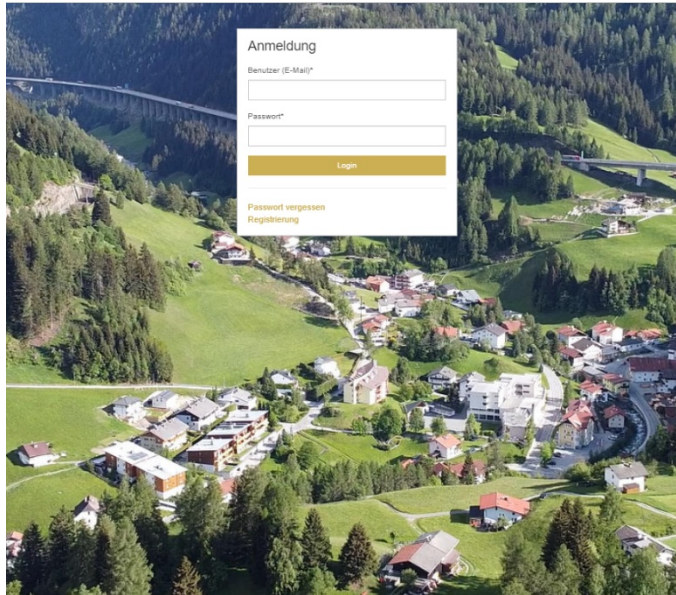 Anmeldung
Benutzer (E-Mail)*
Passwort*
Login
Passwort vergessen
Registrierung